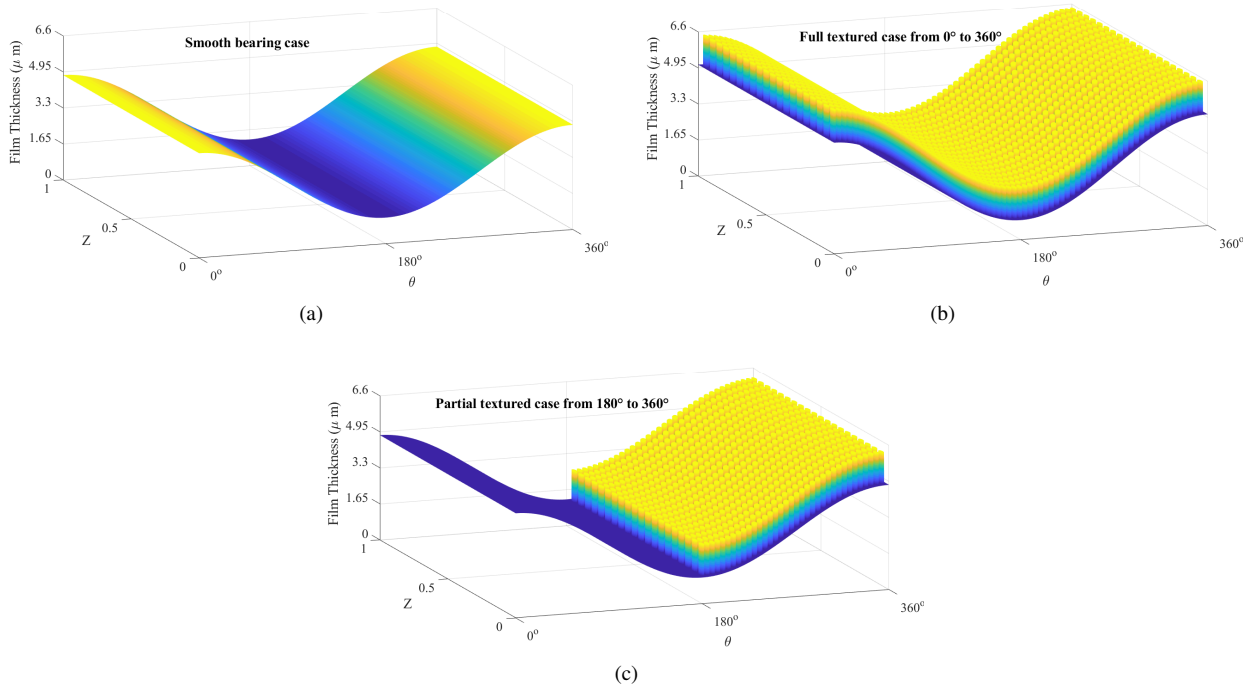 Smooth bearing case
Film Thickness (μ m)
6.6
4.95
3.3
1.65
0
1
0.5
0
Z
0°
180°
360°
θ
(a)
Full textured case from 0° to 360°
Film Thickness (μ m)
6.6
4.95
3.3
1.65
0
1
0.5
0
Z
0°
180°
360°
θ
(b)
Partial textured case from 180° to 360°
Film Thickness (μ m)
6.6
4.95
3.3
1.65
0
1
0.5
0
Z
0°
180°
360°
θ
(c)